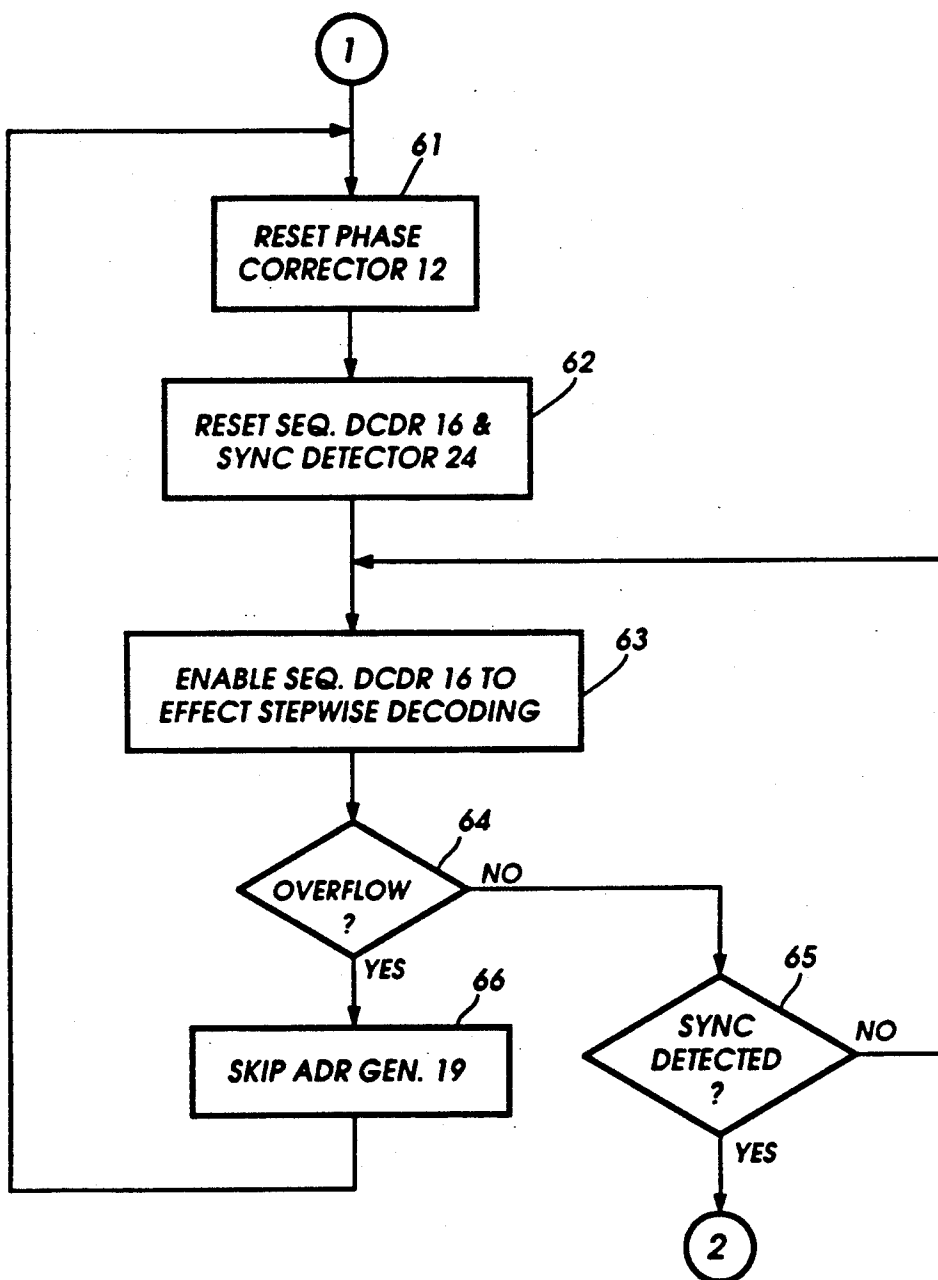 1
61
RESET PHASE
CORRECTOR 12
62
RESET SEQ. DCDR 16 &
SYNC DETECTOR 24
63
ENABLE SEQ. DCDR 16 TO
EFFECT STEPWISE DECODING
64
OVERFLOW
?
NO
YES
65
SYNC
DETECTED
?
NO
YES
66
SKIP ADR GEN. 19
2